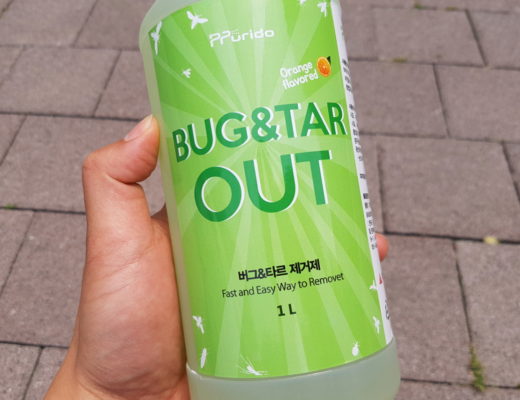 PPürido
Orange
flavored
BUG&TAR
OUT
버그&타르 제거제
Fast and Easy Way to Removet
1 L